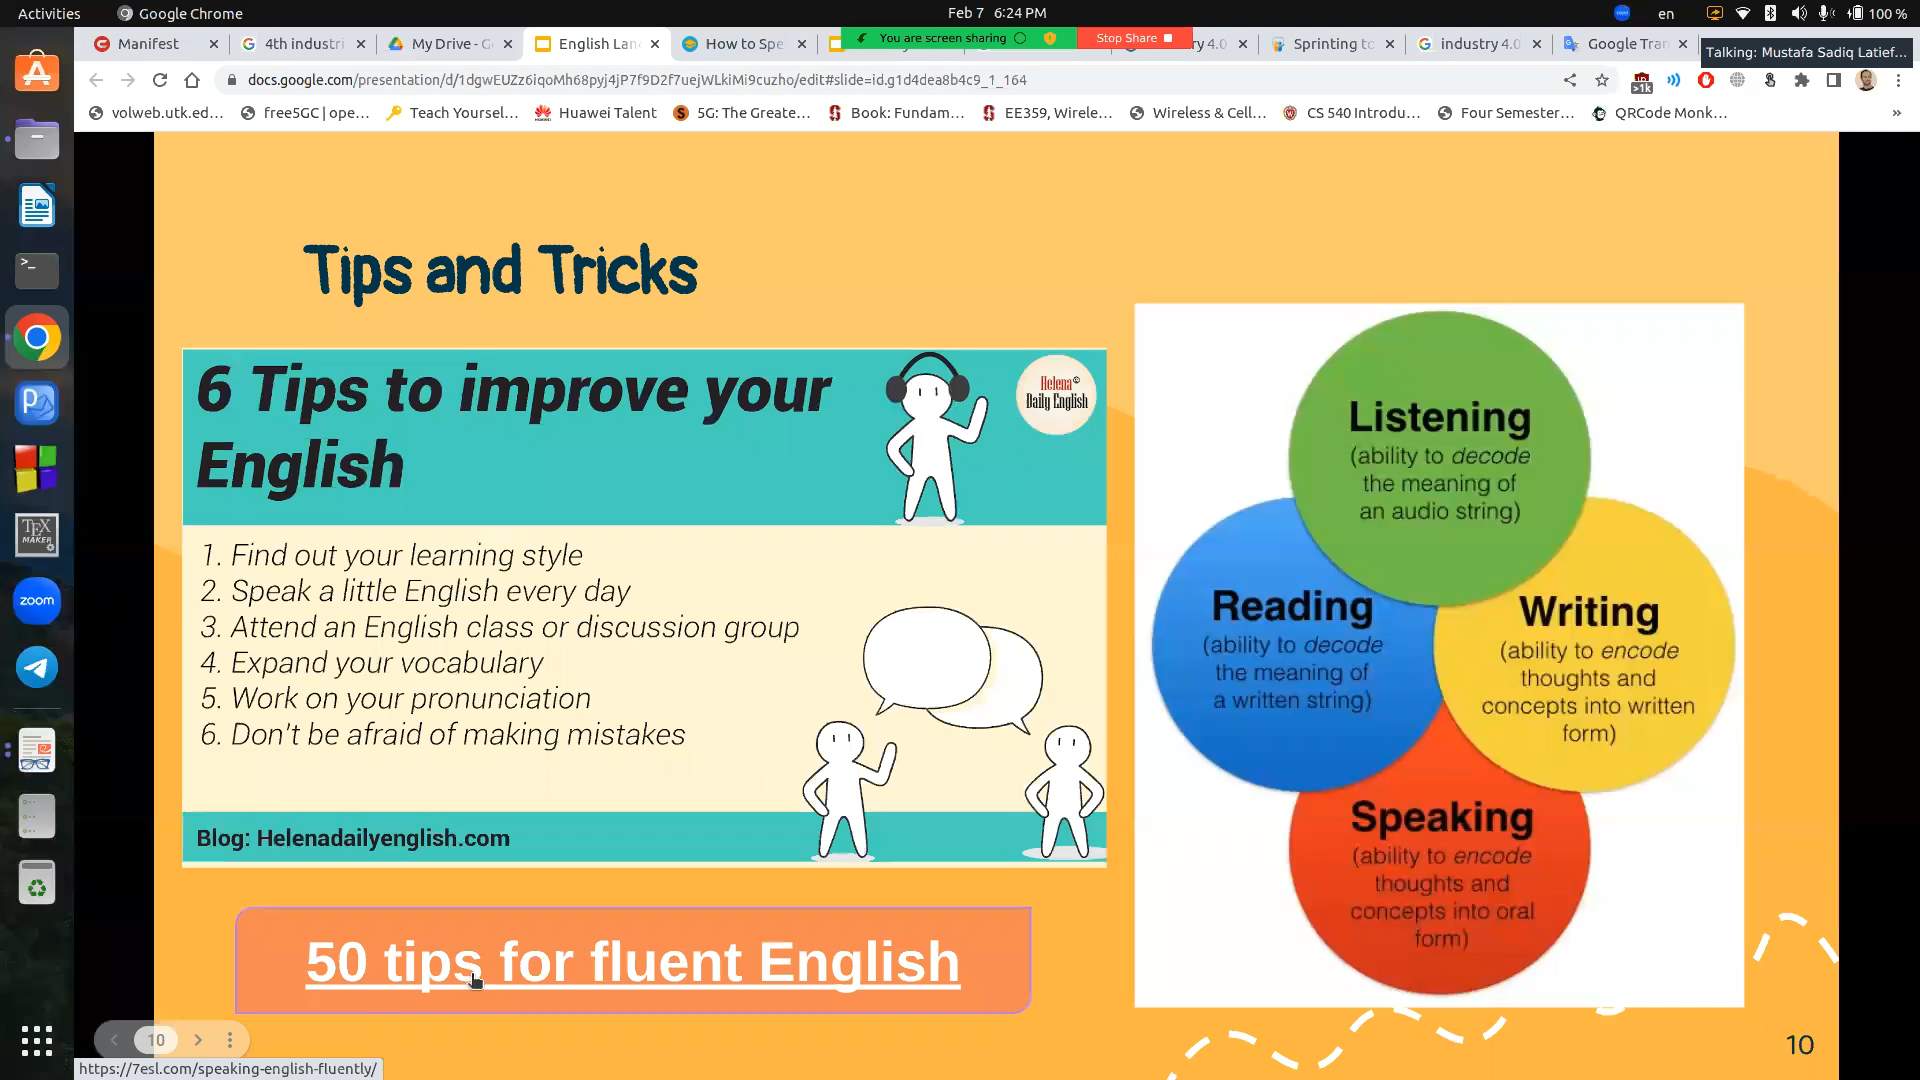 Activities
Google Chrome
Feb 7 6:24 PM
en
100 %
Manifest
4th industri
My Drive - G
English Lan
How to Spe
You are screen sharing
Stop Share
ry 4.0
Sprinting to
industry 4.0
Google Tran
Talking: Mustafa Sadiq Latief...
docs.google.com/presentation/d/1dgwEUZz6iqoMh68pyj4jP7f9D2f7uejWLkiMi9cuzho/edit#slide=id.g1d4dea8b4c9_1_164
>1k
volweb.utk.ed...
free5GC | ope...
Teach Yoursel...
Huawei Talent
5G: The Greate...
Book: Fundam...
EE359, Wirele...
Wireless & Cell...
CS 540 Introdu...
Four Semester...
QRCode Monk...
»
Tips and Tricks
6 Tips to improve your
English
Helena©
Daily English
1. Find out your learning style
2. Speak a little English every day
3. Attend an English class or discussion group
4. Expand your vocabulary
5. Work on your pronunciation
6. Don't be afraid of making mistakes
Blog: Helenadailyenglish.com
Listening
(ability to decode
the meaning of
an audio string)
Reading
(ability to decode
the meaning of
a written string)
Writing
(ability to encode
thoughts and
concepts into written
form)
Speaking
(ability to encode
thoughts and
concepts into oral
form)
50 tips for fluent English
TEX
MAKER
zoom
10
10
https://7esl.com/speaking-english-fluently/